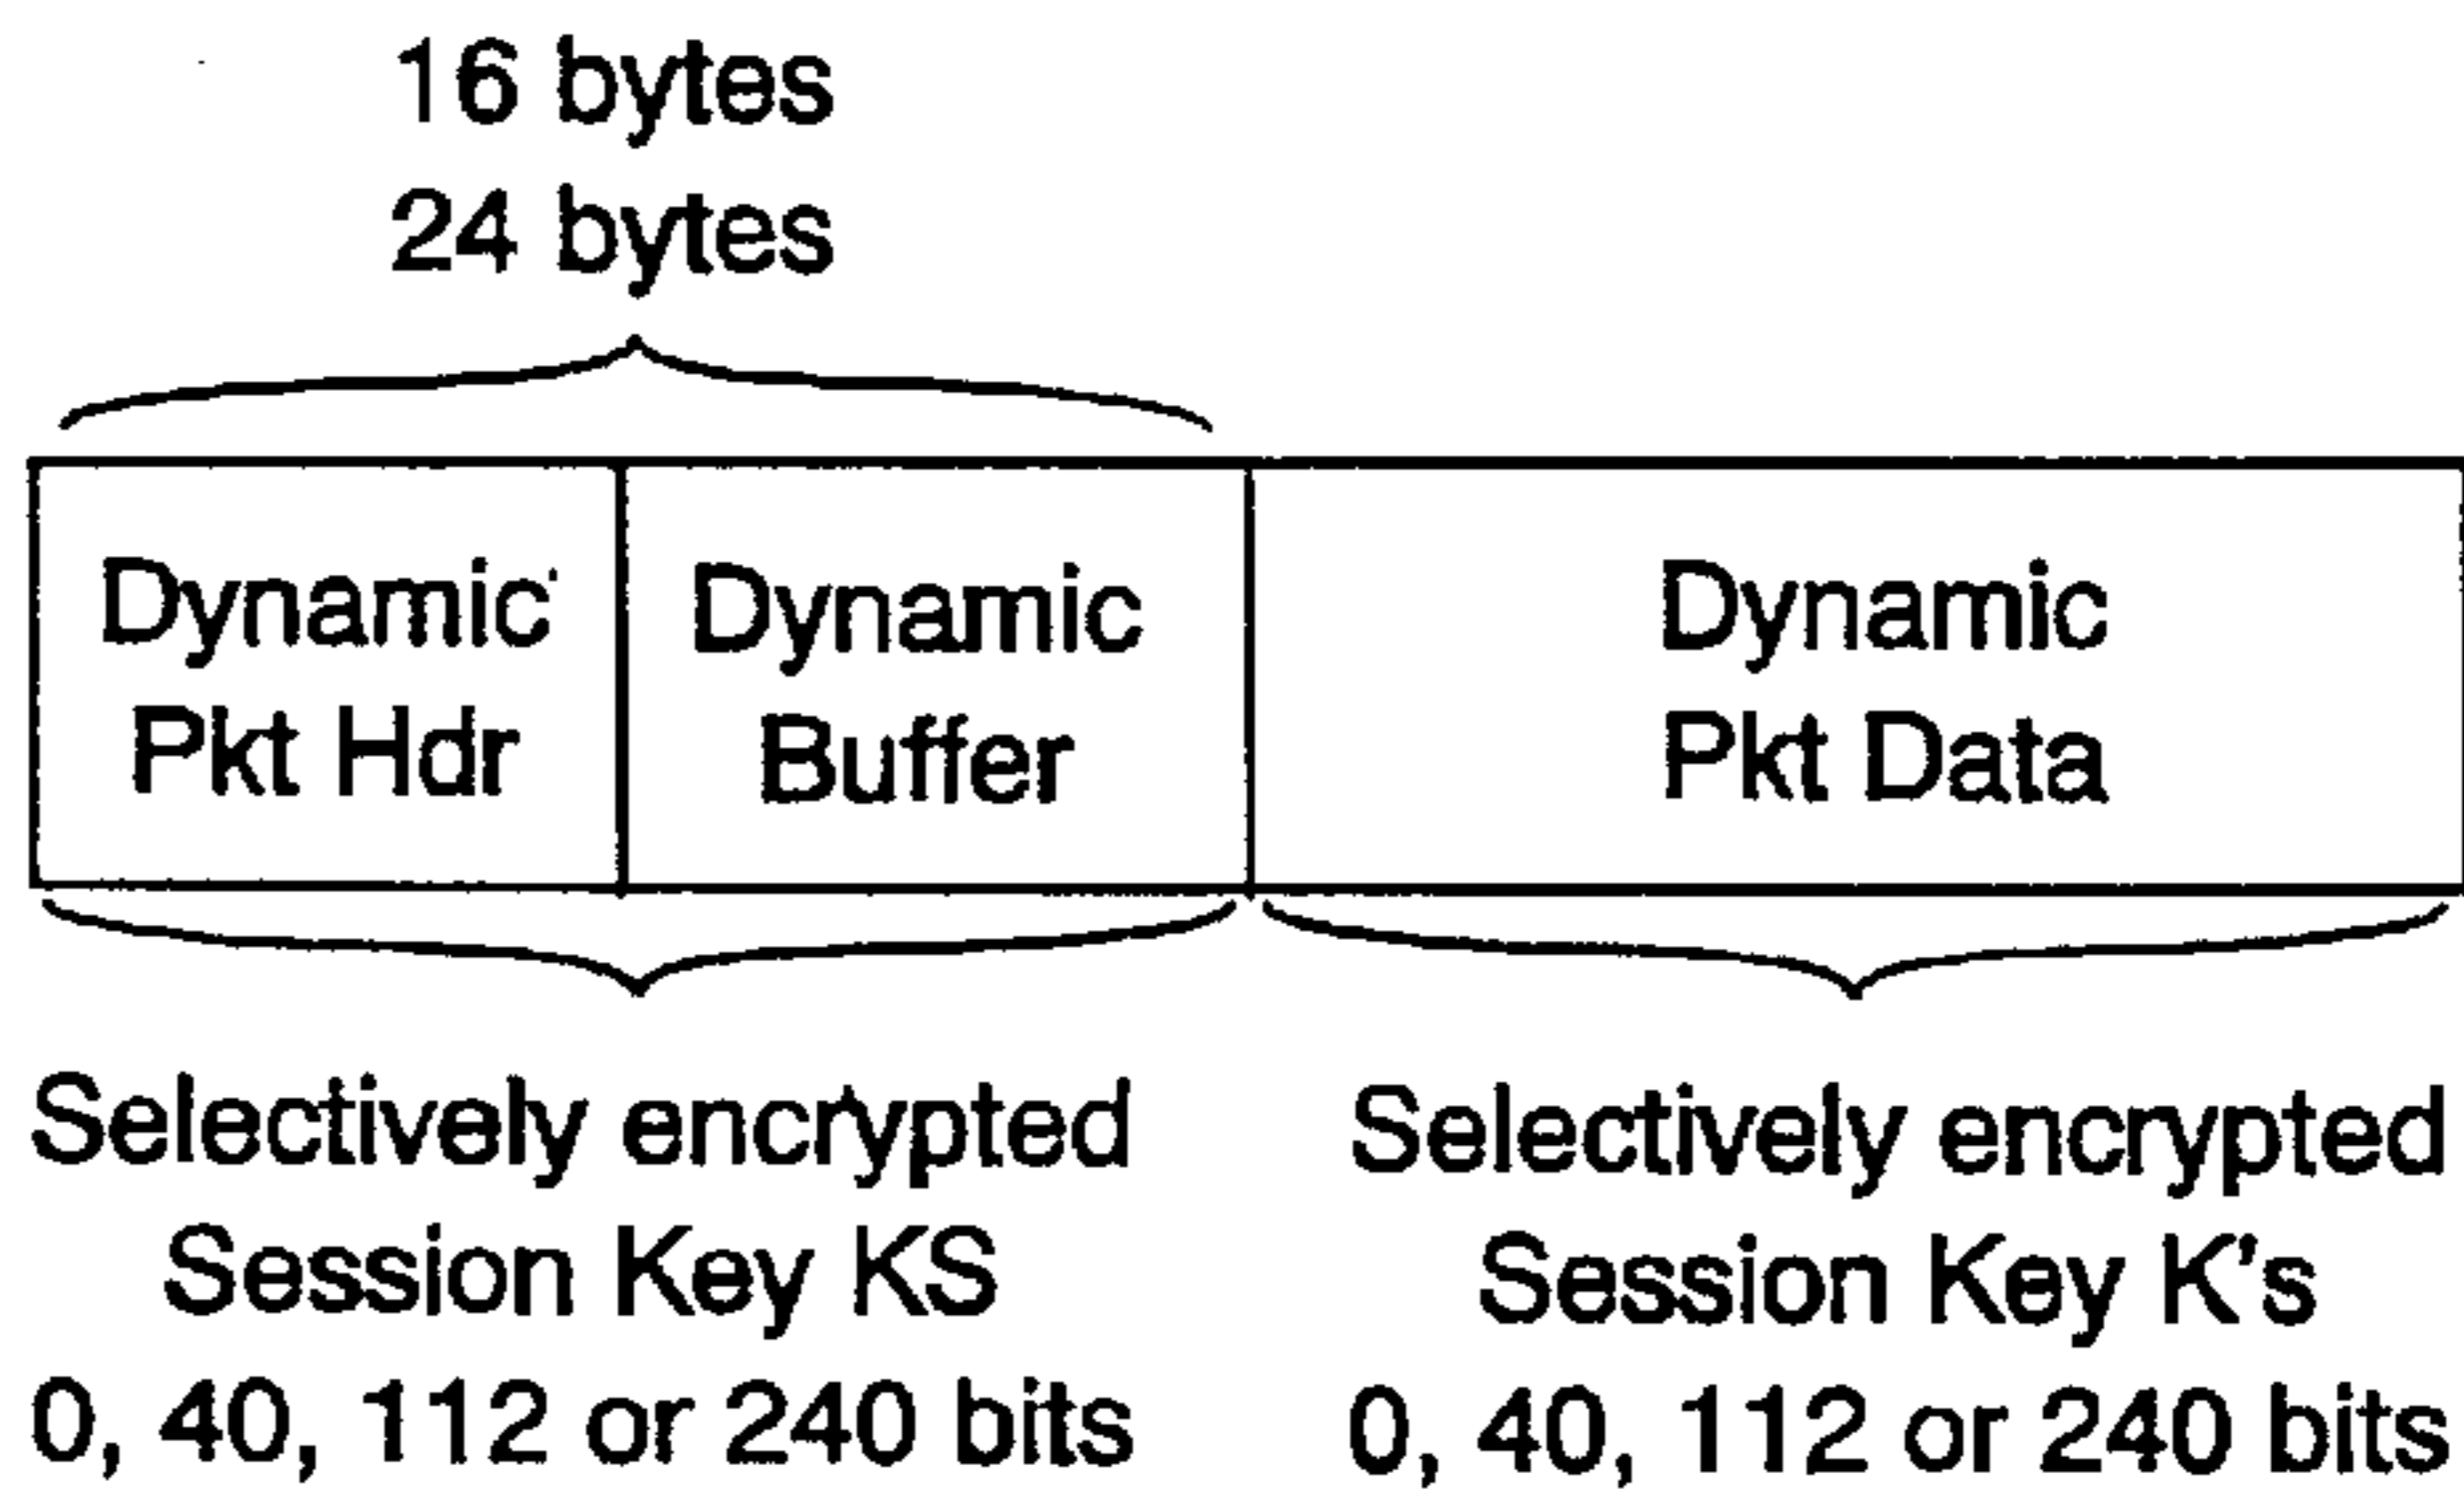 16 bytes
24 bytes
Dynamic
Pkt Hdr
Dynamic
Buffer
Dynamic
Pkt Data
Selectively encrypted
Session Key KS
0, 40, 112 or 240 bits
Selectively encrypted
Session Key K's
0, 40, 112 or 240 bits